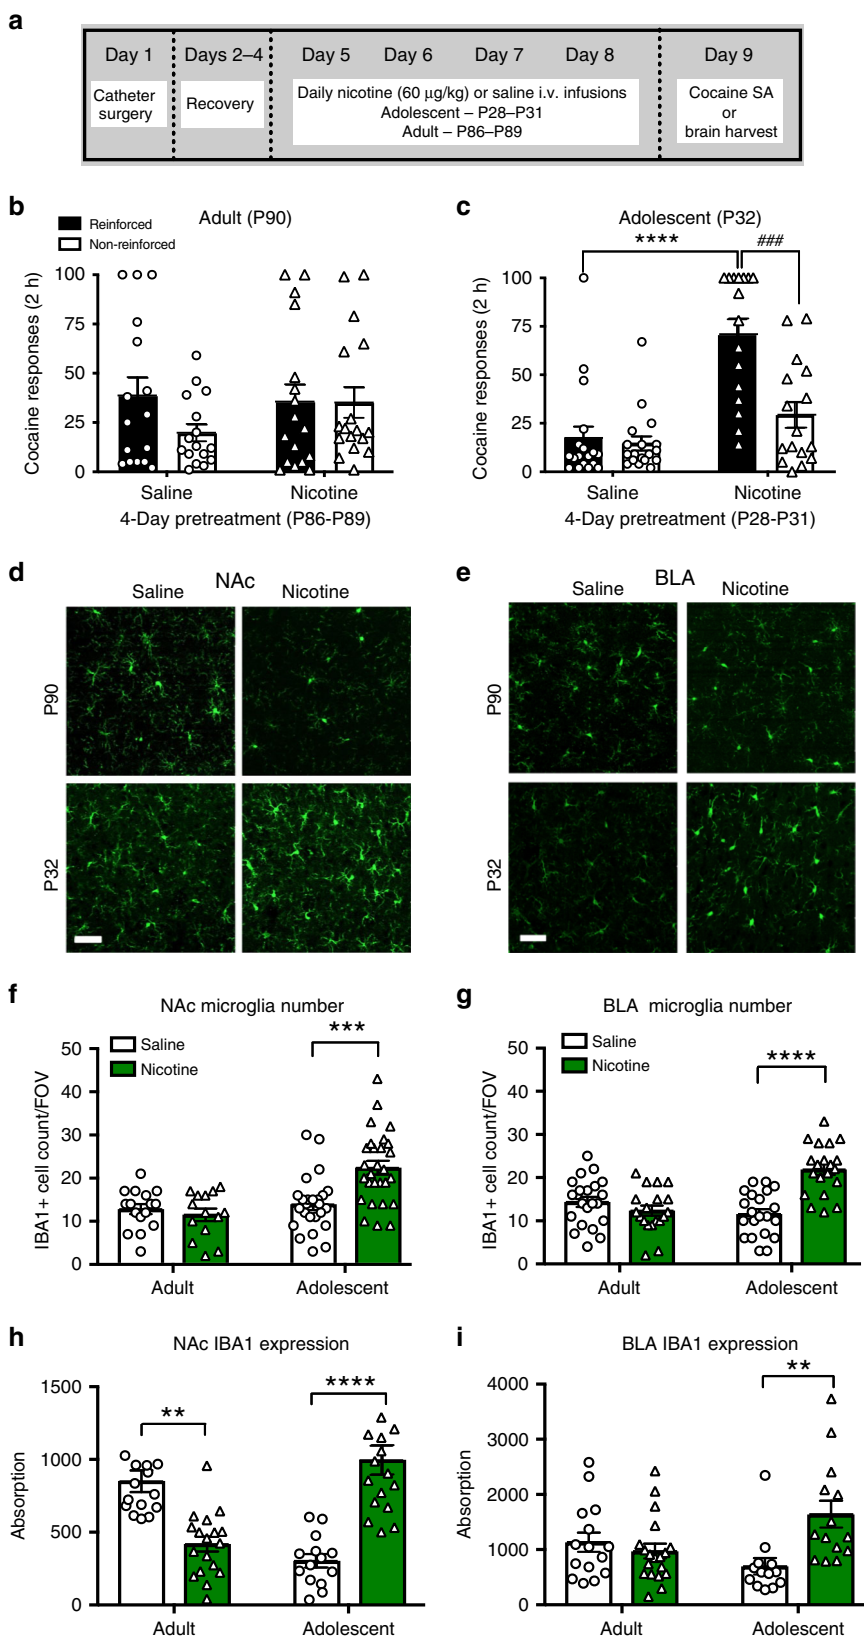 a
Day 1
Days 2–4
Day 5
Day 6
Day 7
Day 8
Day 9
Catheter
surgery
Recovery
Daily nicotine (60 μg/kg) or saline i.v. infusions
Adolescent – P28–P31
Adult – P86–P89
Cocaine SA
or
brain harvest
b
Reinforced
Non-reinforced
Adult (P90)
Cocaine responses (2 h)
100
75
50
25
0
Saline
Nicotine
4-Day pretreatment (P86-P89)
c
Adolescent (P32)
****
###
Cocaine responses (2 h)
100
75
50
25
0
Saline
Nicotine
4-Day pretreatment (P28-P31)
d
NAc
Saline
Nicotine
P90
P32
e
BLA
Saline
Nicotine
P90
P32
f
NAc microglia number
Saline
Nicotine
***
IBA1+ cell count/FOV
50
40
30
20
10
0
Adult
Adolescent
g
BLA microglia number
Saline
Nicotine
****
IBA1+ cell count/FOV
50
40
30
20
10
0
Adult
Adolescent
h
NAc IBA1 expression
**
****
Absorption
1500
1000
500
0
Adult
Adolescent
i
BLA IBA1 expression
**
Absorption
4000
3000
2000
1000
0
Adult
Adolescent